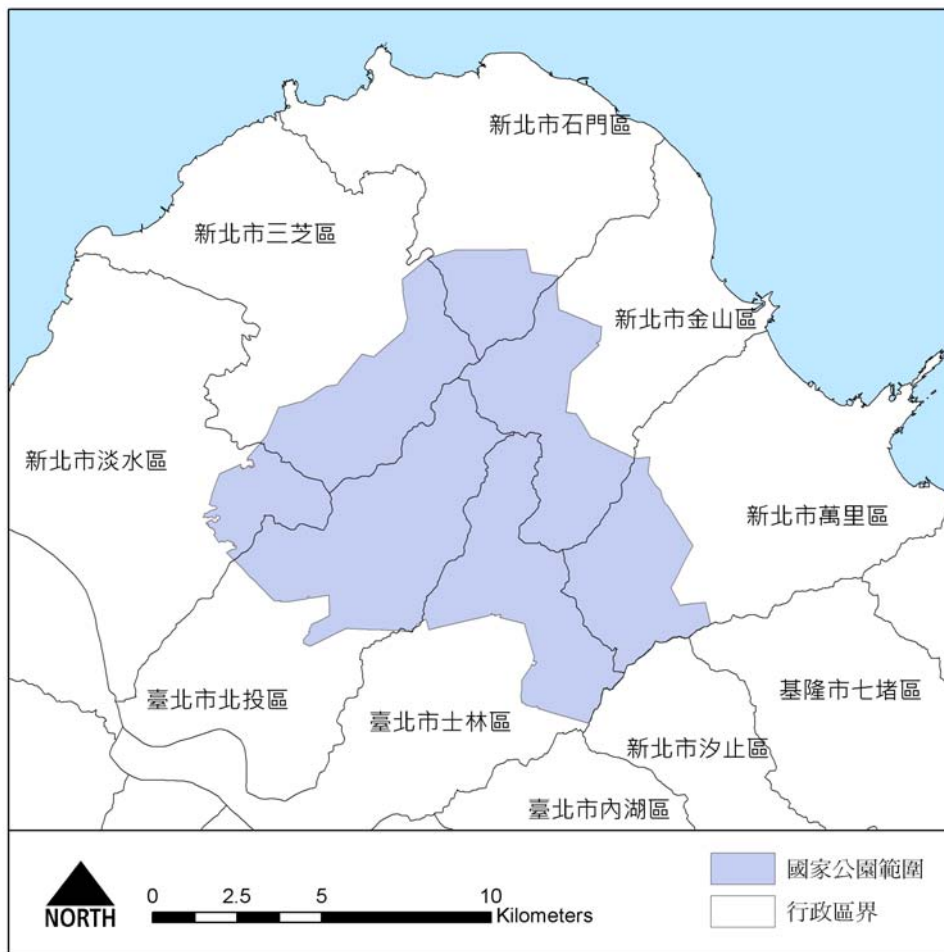 新北市石門區
新北市三芝區
新北市金山區
新北市淡水區
新北市萬里區
基隆市七堵區
臺北市北投區
臺北市士林區
新北市汐止區
臺北市內湖區
NORTH
0 2.5 5 10
Kilometers
國家公園範圍
行政區界